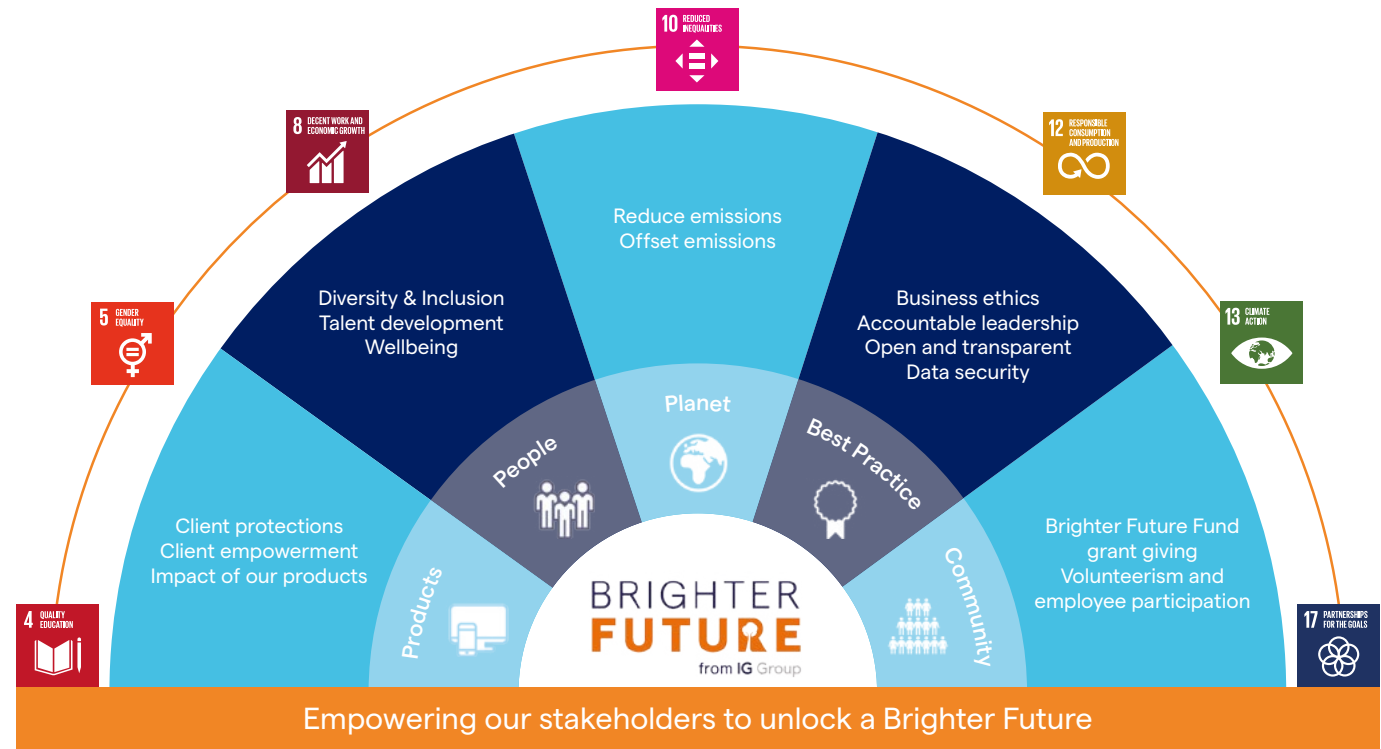 10 REDUCED
INEQUALITIES
8 DECENT WORK AND
ECONOMIC GROWTH
12 RESPONSIBLE
CONSUMPTION
AND PRODUCTION
5 GENDER
EQUALITY
13 CLIMATE
ACTION
4 QUALITY
EDUCATION
17 PARTNERSHIPS
FOR THE GOALS
Client protections
Client empowerment
Impact of our products
Diversity & Inclusion
Talent development
Wellbeing
Reduce emissions
Offset emissions
Business ethics
Accountable leadership
Open and transparent
Data security
Brighter Future Fund
grant giving
Volunteerism and
employee participation
Products
People
Planet
Best Practice
Community
BRIGHTER
FUTURE
from IG Group
Empowering our stakeholders to unlock a Brighter Future